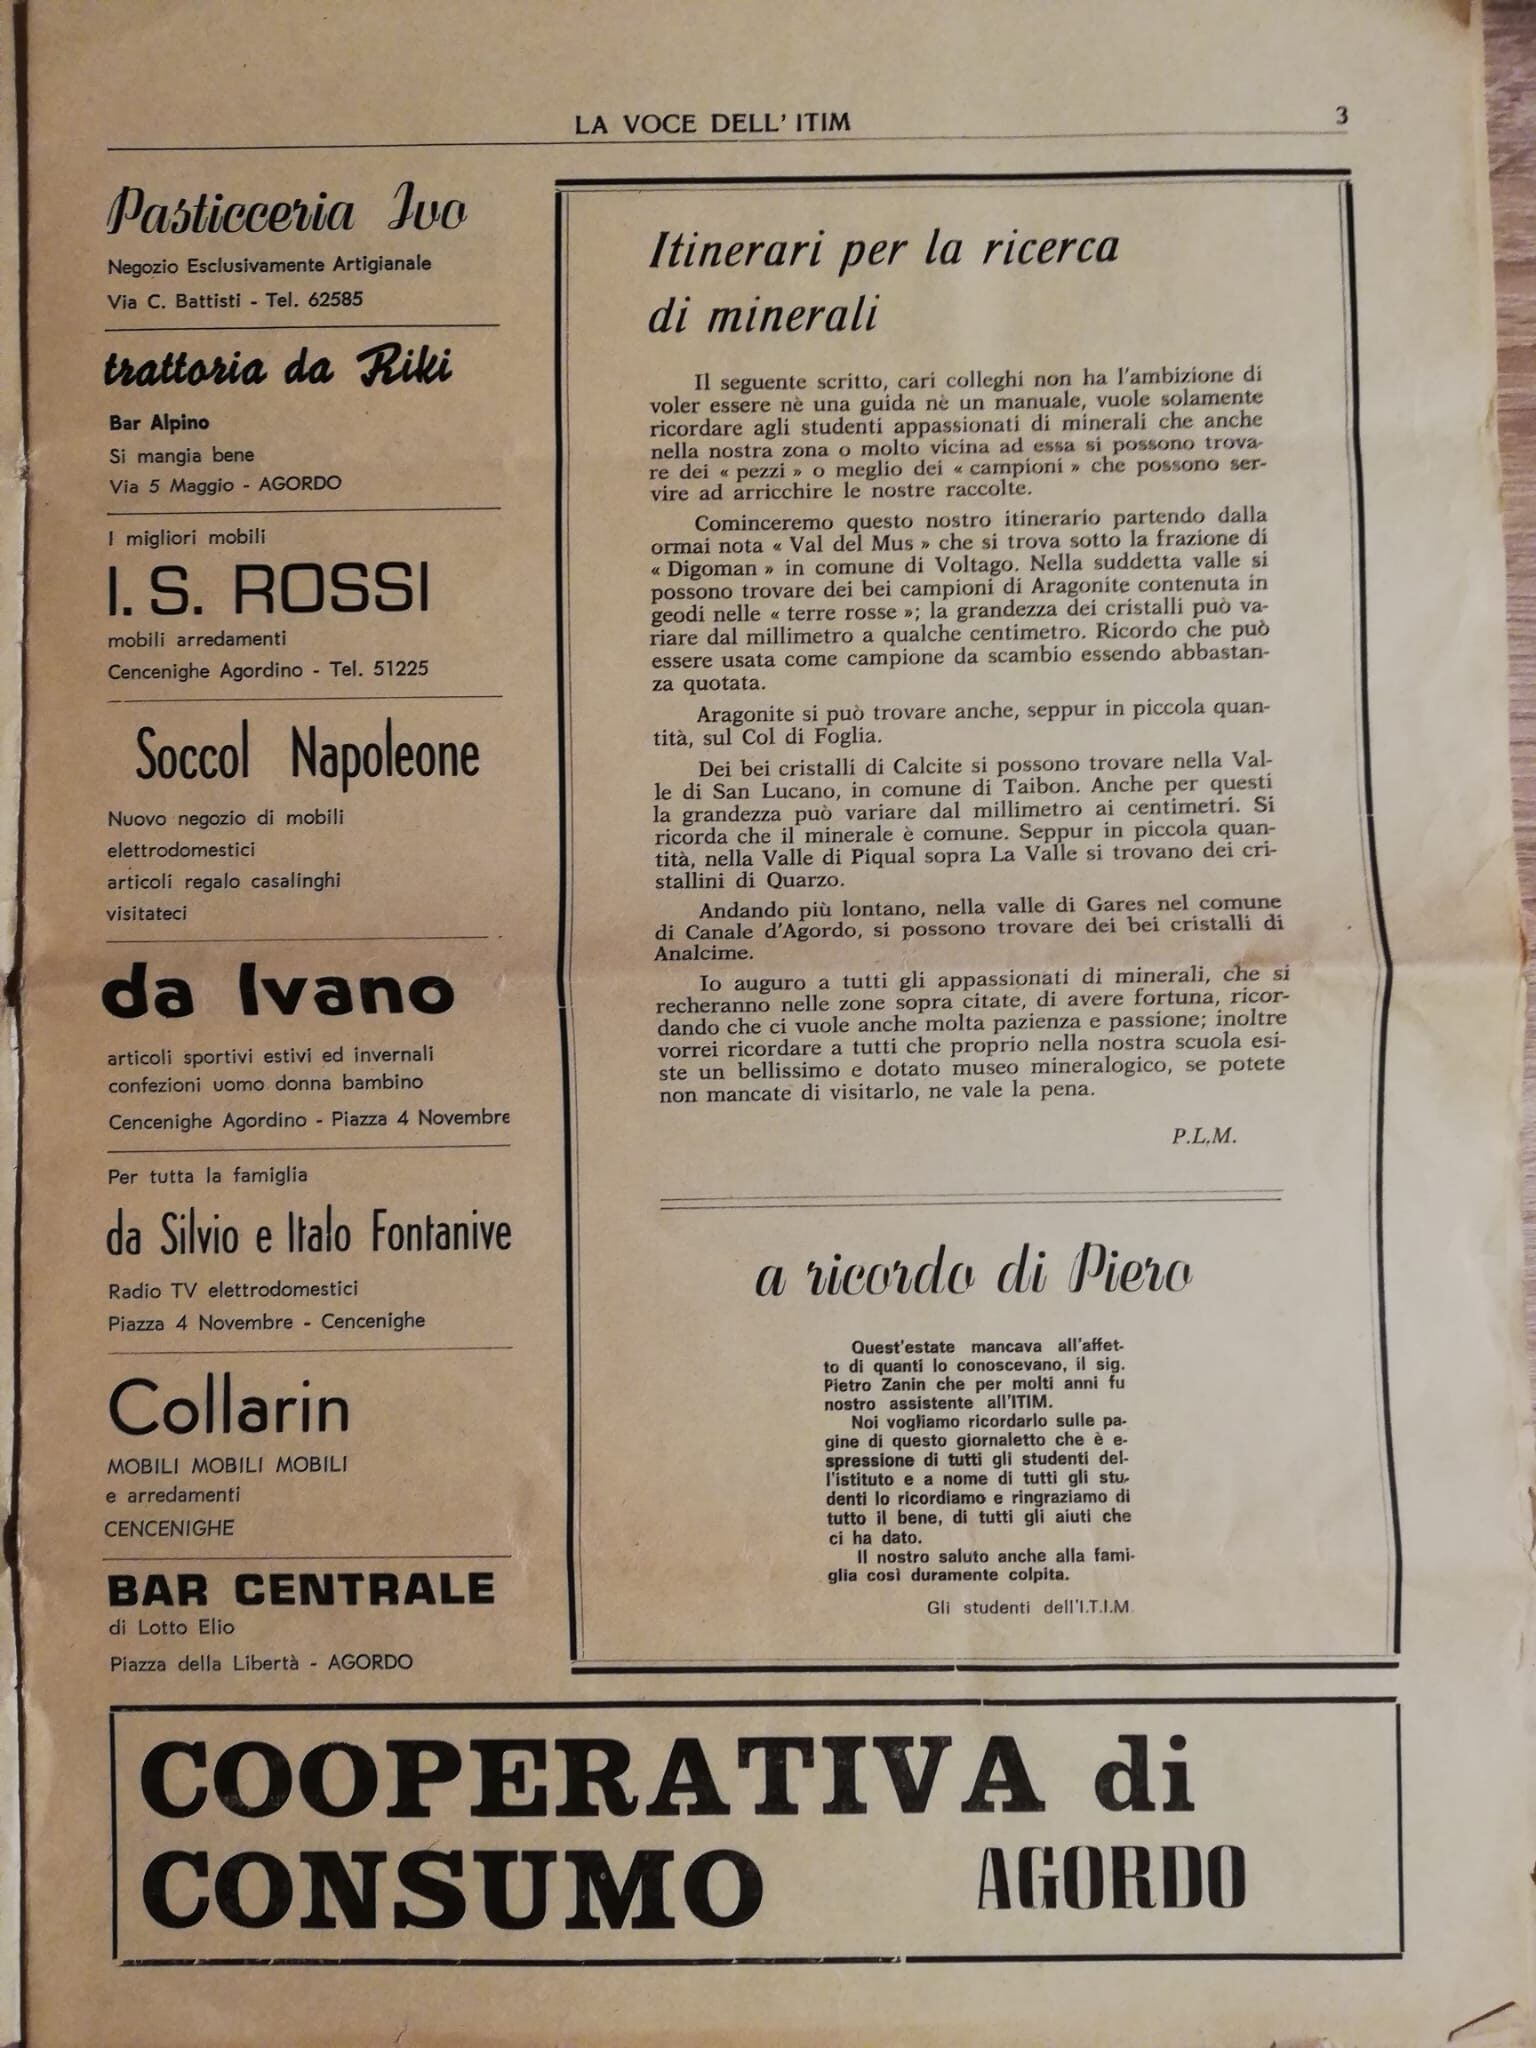 LA VOCE DELL' ITIM
3
Pasticceria Ivo
Negozio Esclusivamente Artigianale
Via C. Battisti - Tel. 62585
trattoria da Riki
Bar Alpino
Si mangia bene
Via 5 Maggio - AGORDO
I migliori mobili
I. S. ROSSI
mobili arredamenti
Cencenighe Agordino - Tel. 51225
Soccol Napoleone
Nuovo negozio di mobili
elettrodomestici
articoli regalo casalinghi
visitateci
da Ivano
articoli sportivi estivi ed invernali
confezioni uomo donna bambino
Cencenighe Agordino - Piazza 4 Novembre
Per tutta la famiglia
da Silvio e Italo Fontanive
Radio TV elettrodomestici
Piazza 4 Novembre - Cencenighe
Collarin
MOBILI MOBILI MOBILI
e arredamenti
CENCENIGHE
BAR CENTRALE
di Lotto Elio
Piazza della Libertà - AGORDO
Itinerari per la ricerca
di minerali
Il seguente scritto, cari colleghi non ha l'ambizione di
voler essere nè una guida nè un manuale, vuole solamente
ricordare agli studenti appassionati di minerali che anche
nella nostra zona o molto vicina ad essa si possono trova-
re dei « pezzi » o meglio dei « campioni » che possono ser-
vire ad arricchire le nostre raccolte.
Cominceremo questo nostro itinerario partendo dalla
ormai nota « Val del Mus » che si trova sotto la frazione di
« Digoman » in comune di Voltago. Nella suddetta valle si
possono trovare dei bei campioni di Aragonite contenuta in
geodi nelle « terre rosse »; la grandezza dei cristalli può va-
riare dal millimetro a qualche centimetro. Ricordo che può
essere usata come campione da scambio essendo abbastan-
za quotata.
Aragonite si può trovare anche, seppur in piccola quan-
tità, sul Col di Foglia.
Dei bei cristalli di Calcite si possono trovare nella Val-
le di San Lucano, in comune di Taibon. Anche per questi
la grandezza può variare dal millimetro ai centimetri. Si
ricorda che il minerale è comune. Seppur in piccola quan-
tità, nella Valle di Piqual sopra La Valle si trovano dei cri-
stallini di Quarzo.
Andando più lontano, nella valle di Gares nel comune
di Canale d'Agordo, si possono trovare dei bei cristalli di
Analcime.
Io auguro a tutti gli appassionati di minerali, che si
recheranno nelle zone sopra citate, di avere fortuna, ricor-
dando che ci vuole anche molta pazienza e passione; inoltre
vorrei ricordare a tutti che proprio nella nostra scuola esi-
ste un bellissimo e dotato museo mineralogico, se potete
non mancate di visitarlo, ne vale la pena.
P.L.M.
a ricordo di Piero
Quest'estate mancava all'affet-
to di quanti lo conoscevano, il sig.
Pietro Zanin che per molti anni fu
nostro assistente all'ITIM.
Noi vogliamo ricordarlo sulle pa-
gine di questo giornaletto che è e-
spressione di tutti gli studenti del-
l'istituto e a nome di tutti gli stu-
denti lo ricordiamo e ringraziamo di
tutto il bene, di tutti gli aiuti che
ci ha dato.
Il nostro saluto anche alla fami-
glia così duramente colpita.
Gli studenti dell'I.T.I.M.
COOPERATIVA di
CONSUMO AGORDO